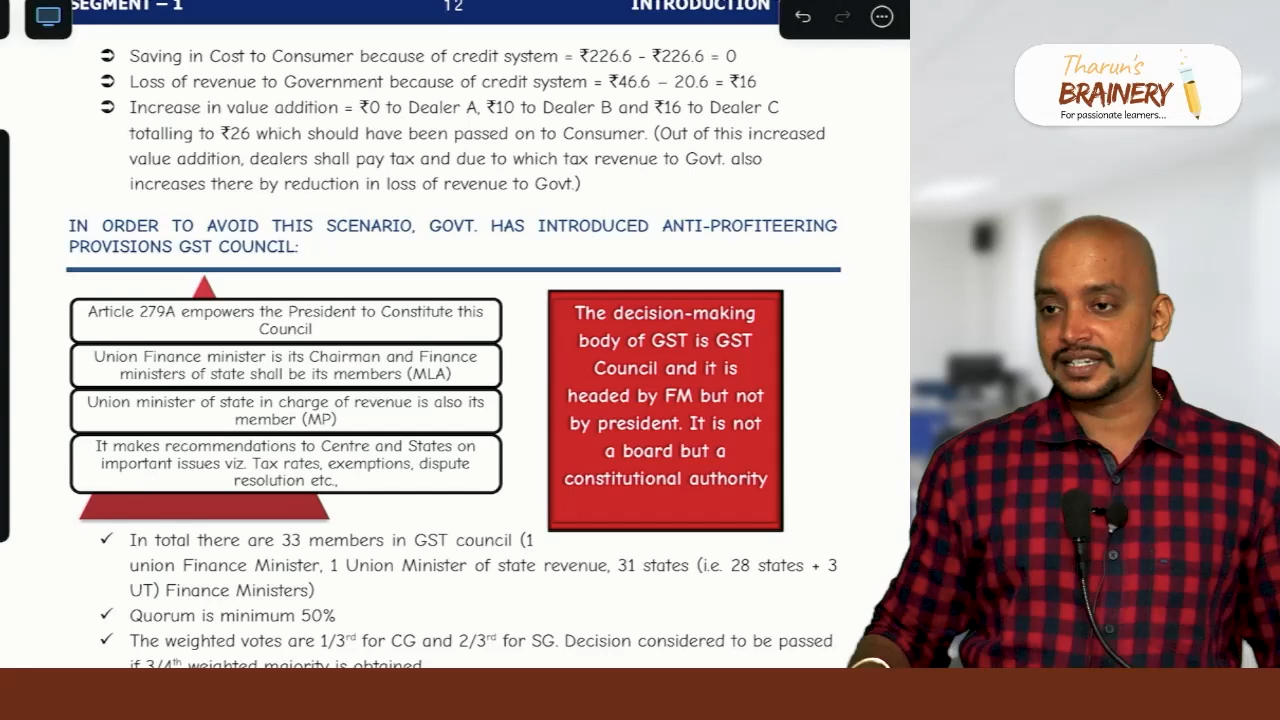 SEGMENT – 1 12 INTRODUCTION
➲ Saving in Cost to Consumer because of credit system = ₹226.6 - ₹226.6 = 0
➲ Loss of revenue to Government because of credit system = ₹46.6 – 20.6 = ₹16
➲ Increase in value addition = ₹0 to Dealer A, ₹10 to Dealer B and ₹16 to Dealer C
totalling to ₹26 which should have been passed on to Consumer. (Out of this increased
value addition, dealers shall pay tax and due to which tax revenue to Govt. also
increases there by reduction in loss of revenue to Govt.)
IN ORDER TO AVOID THIS SCENARIO, GOVT. HAS INTRODUCED ANTI-PROFITEERING
PROVISIONS GST COUNCIL:
Article 279A empowers the President to Constitute this
Council
Union Finance minister is its Chairman and Finance
ministers of state shall be its members (MLA)
Union minister of state in charge of revenue is also its
member (MP)
It makes recommendations to Centre and States on
important issues viz. Tax rates, exemptions, dispute
resolution etc.,
The decision-making
body of GST is GST
Council and it is
headed by FM but not
by president. It is not
a board but a
constitutional authority
✓ In total there are 33 members in GST council (1
union Finance Minister, 1 Union Minister of state revenue, 31 states (i.e. 28 states + 3
UT) Finance Ministers)
✓ Quorum is minimum 50%
✓ The weighted votes are 1/3rd for CG and 2/3rd for SG. Decision considered to be passed
if 3/4th weighted majority is obtained
Tharun's
BRAINERY
For passionate learners...